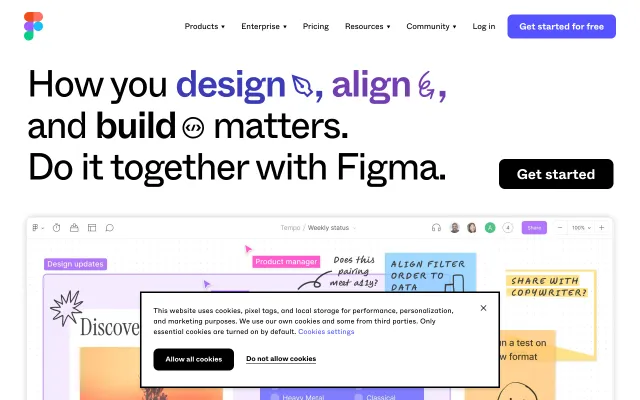 Products ▾ Enterprise ▾ Pricing Resources ▾ Community ▾ Log in Get started for free
How you design, align,
and build </> matters.
Do it together with Figma.
Get started
Tempo / Weekly status
A
4
Share
100%
Design updates
Product manager
Does this
pairing
meet a11y?
ALIGN FILTER
ORDER TO
DATA
SHARE WITH
COPYWRITER?
Discove
This website uses cookies, pixel tags, and local storage for performance, personalization,
and marketing purposes. We use our own cookies and some from third parties. Only
essential cookies are turned on by default. Cookies settings
Allow all cookies Do not allow cookies
n a test on
w format
Heavy Metal Classical